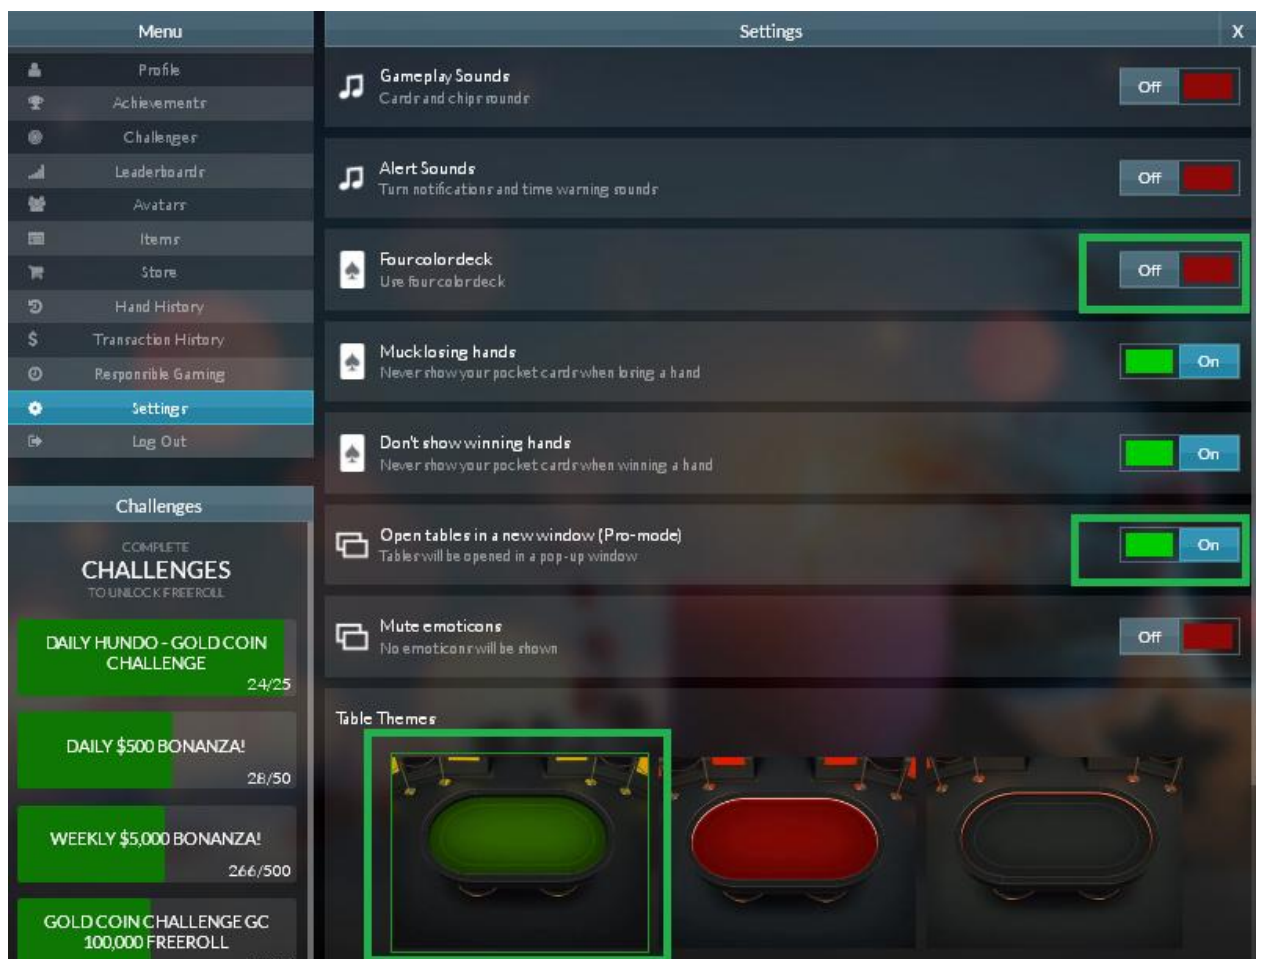 Menu
Profile
Achievements
Challenges
Leaderboards
Avatars
Items
Store
Hand History
$ Transaction History
Responsible Gaming
Settings
Log Out
Challenges
COMPLETE
CHALLENGES
TO UNLOCK FREEROLL
DAILY HUNDO - GOLD COIN
CHALLENGE
24/25
DAILY $500 BONANZA!
28/50
WEEKLY $5,000 BONANZA!
266/500
GOLD COIN CHALLENGE GC
100,000 FREEROLL
Settings X
Gameplay Sounds
Cards and chips sounds
Off
Alert Sounds
Turn notifications and time warning sounds
Off
Four color deck
Use four color deck
Off
Muck losing hands
Never show your pocket cards when losing a hand
On
Don't show winning hands
Never show your pocket cards when winning a hand
On
Open tables in a new window (Pro-mode)
Tables will be opened in a pop-up window
On
Mute emoticons
No emoticons will be shown
Off
Table Themes